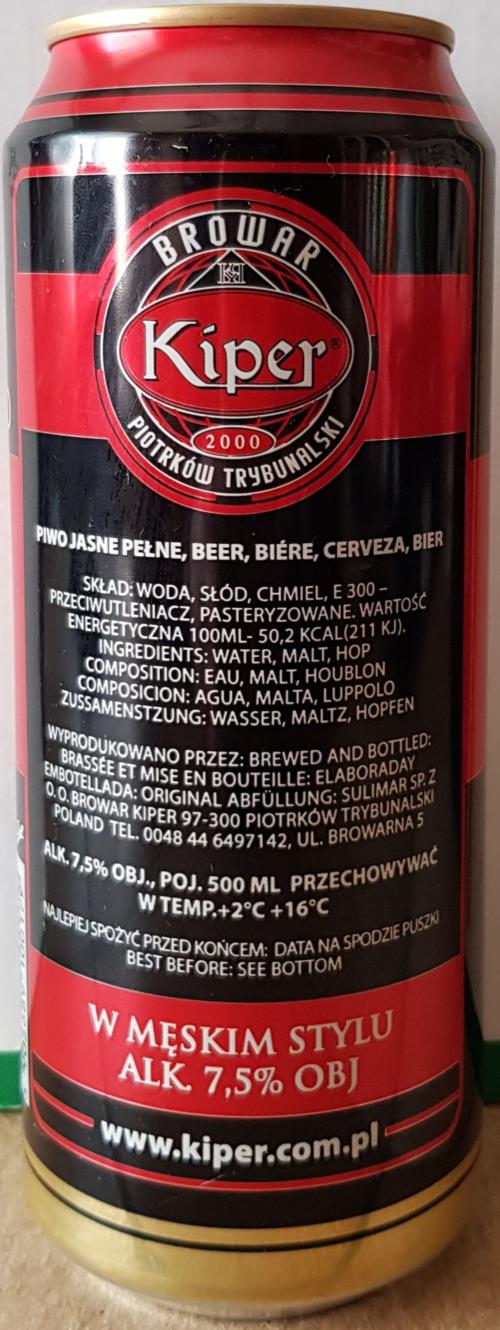 BROWAR
Kiper®
2000
PIOTRKÓW TRYBUNALSKI
PIWO JASNE PEŁNE, BEER, BIÉRE, CERVEZA, BIER
SKŁAD: WODA, SŁÓD, CHMIEL, E 300 –
PRZECIWUTLENIACZ, PASTERYZOWANE. WARTOŚĆ
ENERGETYCZNA 100ML- 50,2 KCAL(211 KJ).
INGREDIENTS: WATER, MALT, HOP
COMPOSITION: EAU, MALT, HOUBLON
COMPOSICION: AGUA, MALTA, LUPPOLO
ZUSSAMENSTZUNG: WASSER, MALTZ, HOPFEN
WYPRODUKOWANO PRZEZ: BREWED AND BOTTLED:
BRASSÉE ET MISE EN BOUTEILLE: ELABORADAY
EMBOTELLADA: ORIGINAL ABFÜLLUNG: SULIMAR SP. Z
O.O. BROWAR KIPER 97-300 PIOTRKÓW TRYBUNALSKI
POLAND TEL. 0048 44 6497142, UL. BROWARNA 5
ALK. 7,5% OBJ., POJ. 500 ML PRZECHOWYWAĆ
W TEMP.+2°C +16°C
NAJLEPIEJ SPOŻYĆ PRZED KOŃCEM: DATA NA SPODZIE PUSZKI
BEST BEFORE: SEE BOTTOM
W MĘSKIM STYLU
ALK. 7,5% OBJ
www.kiper.com.pl